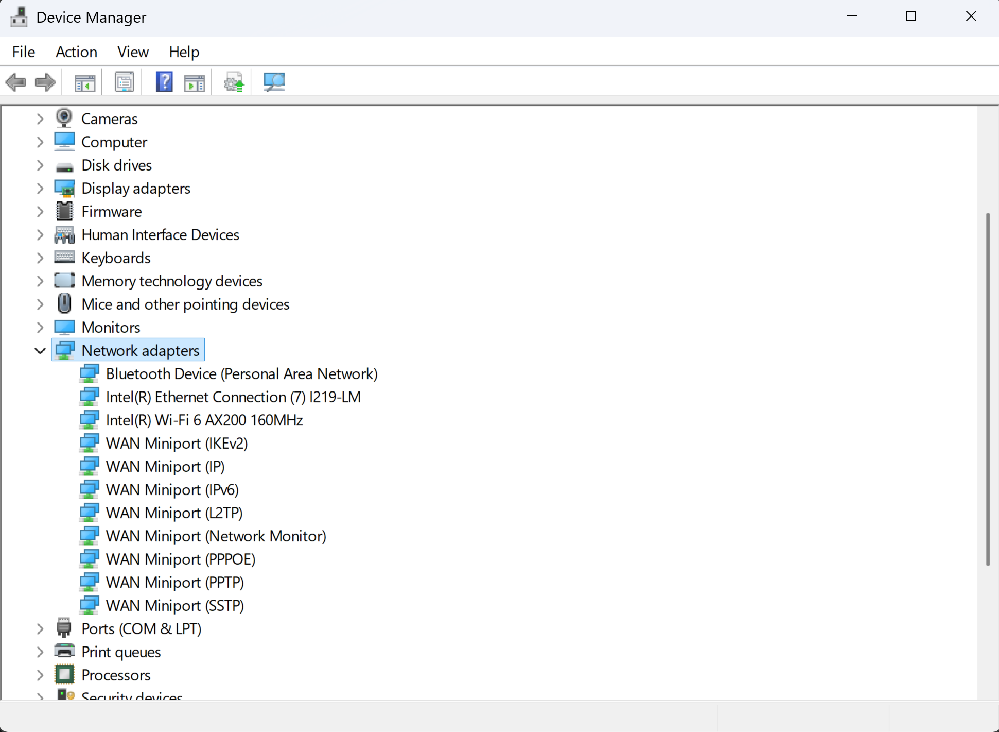 Device Manager
File Action View Help
Cameras
Computer
Disk drives
Display adapters
Firmware
Human Interface Devices
Keyboards
Memory technology devices
Mice and other pointing devices
Monitors
Network adapters
Bluetooth Device (Personal Area Network)
Intel(R) Ethernet Connection (7) I219-LM
Intel(R) Wi-Fi 6 AX200 160MHz
WAN Miniport (IKEv2)
WAN Miniport (IP)
WAN Miniport (IPv6)
WAN Miniport (L2TP)
WAN Miniport (Network Monitor)
WAN Miniport (PPPOE)
WAN Miniport (PPTP)
WAN Miniport (SSTP)
Ports (COM & LPT)
Print queues
Processors
Security devices